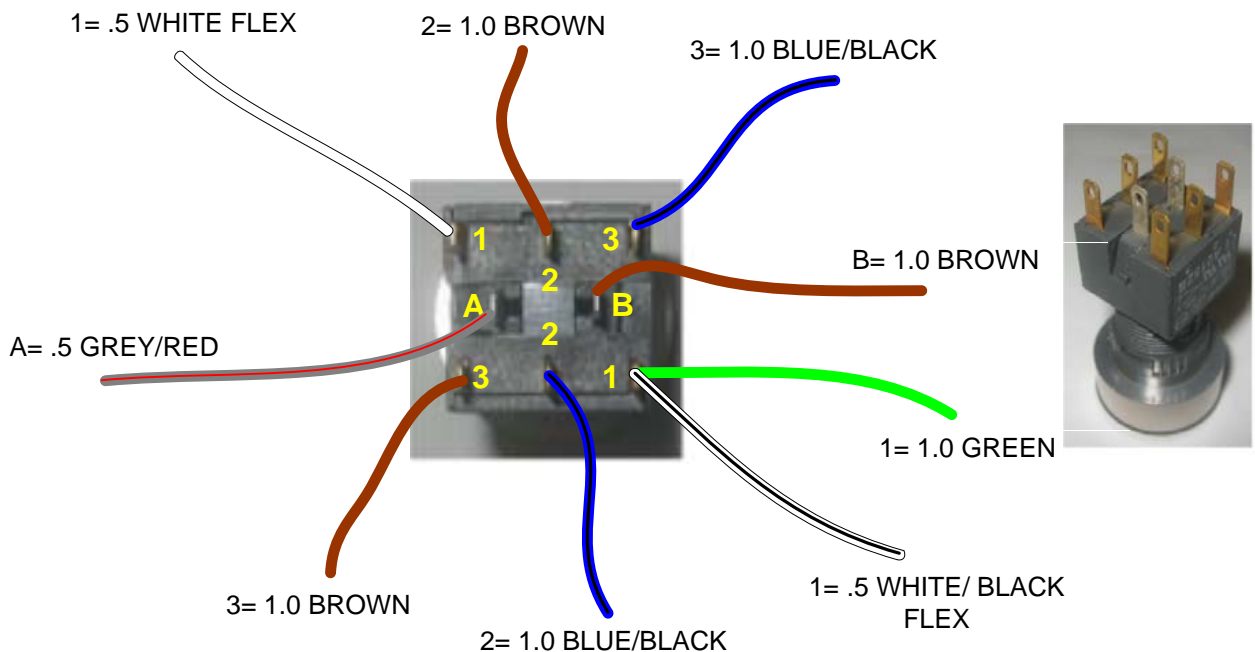 1= .5 WHITE FLEX
2= 1.0 BROWN
3= 1.0 BLUE/BLACK
1
2
3
B= 1.0 BROWN
A
2
B
A= .5 GREY/RED
3
1
1= 1.0 GREEN
3= 1.0 BROWN
2= 1.0 BLUE/BLACK
1= .5 WHITE/ BLACK
FLEX